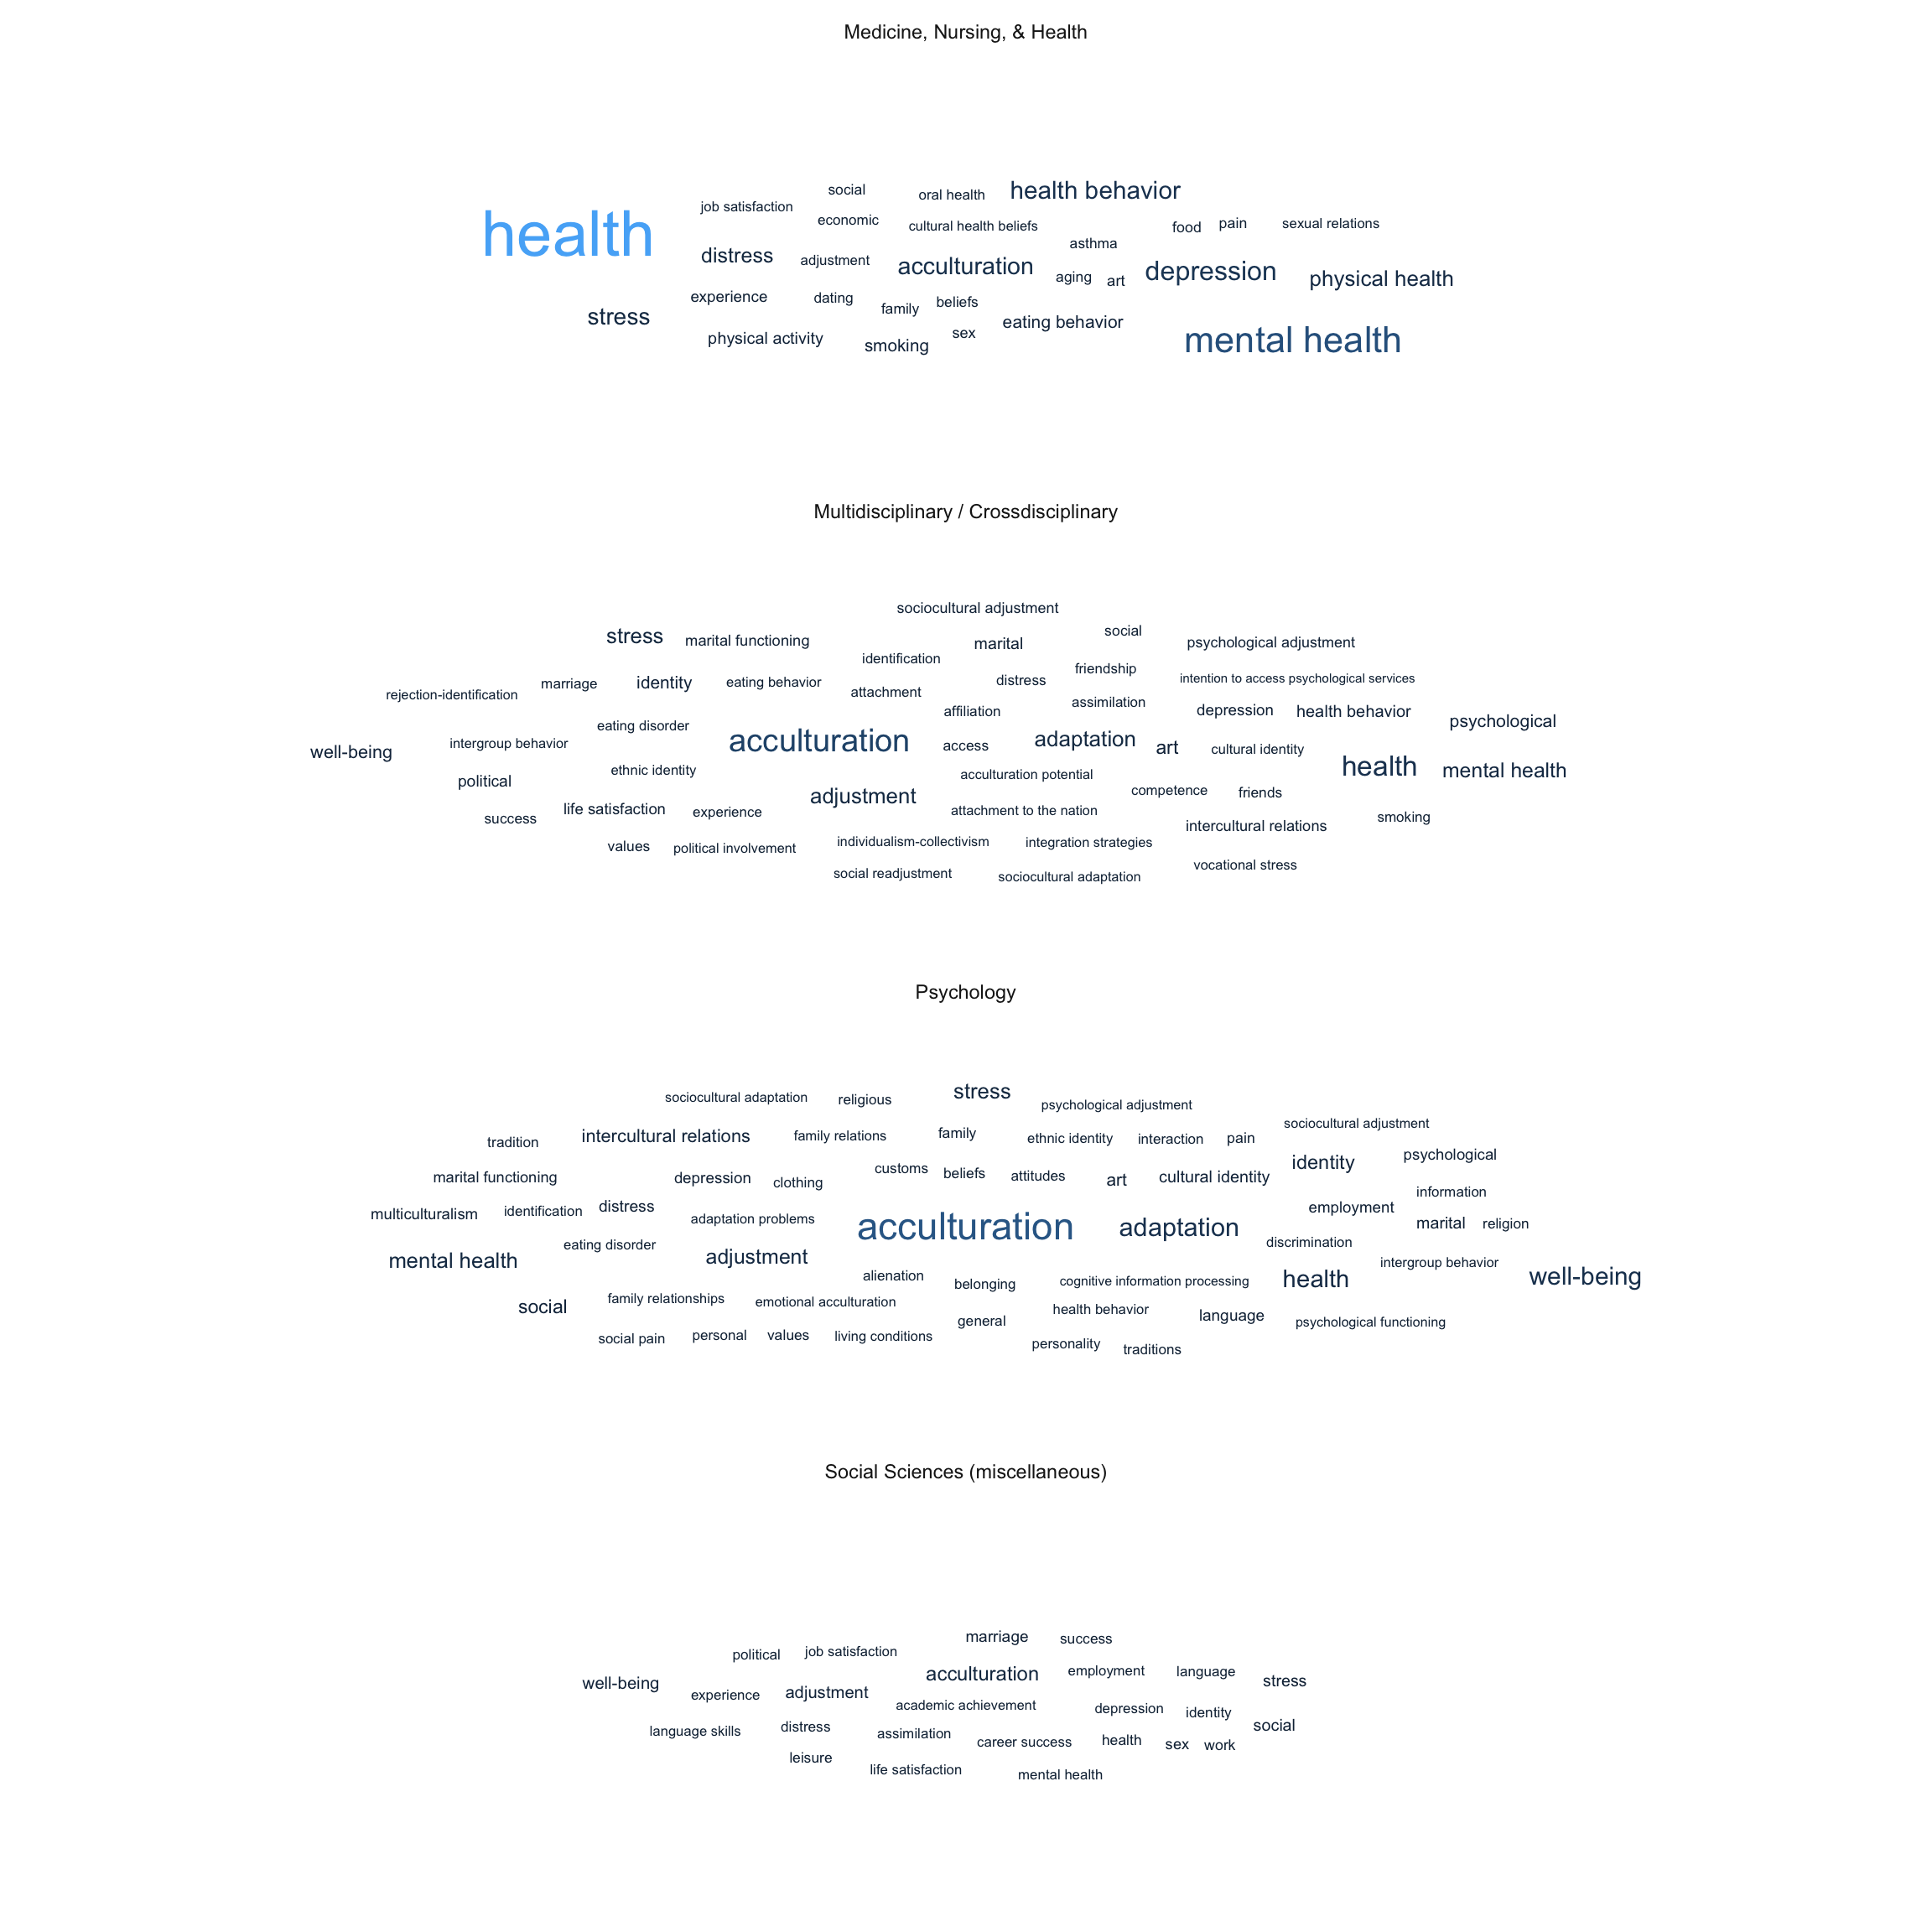 Medicine, Nursing, & Health
social
oral health
health behavior
job satisfaction
economic
cultural health beliefs
food
pain
sexual relations
health
asthma
distress
adjustment
acculturation
aging
art
depression
physical health
experience
dating
family
beliefs
stress
eating behavior
physical activity
smoking
sex
mental health
Multidisciplinary / Crossdisciplinary
sociocultural adjustment
stress
marital functioning
marital
social
psychological adjustment
identification
friendship
rejection-identification
marriage
identity
eating behavior
attachment
distress
intention to access psychological services
affiliation
assimilation
depression
health behavior
psychological
eating disorder
well-being
intergroup behavior
acculturation
access
adaptation
art
cultural identity
ethnic identity
acculturation potential
health
mental health
political
adjustment
competence
friends
success
life satisfaction
experience
attachment to the nation
intercultural relations
smoking
values
political involvement
individualism-collectivism
integration strategies
social readjustment
sociocultural adaptation
vocational stress
Psychology
sociocultural adaptation
religious
stress
psychological adjustment
tradition
intercultural relations
family relations
family
ethnic identity
interaction
pain
sociocultural adjustment
marital functioning
depression
clothing
customs
beliefs
attitudes
art
cultural identity
identity
psychological
multiculturalism
identification
distress
adaptation problems
employment
information
acculturation
adaptation
marital
religion
mental health
eating disorder
adjustment
discrimination
alienation
belonging
cognitive information processing
health
intergroup behavior
well-being
social
family relationships
emotional acculturation
health behavior
language
psychological functioning
social pain
personal
values
living conditions
general
personality
traditions
Social Sciences (miscellaneous)
political
job satisfaction
marriage
success
well-being
experience
adjustment
acculturation
employment
language
stress
academic achievement
depression
identity
language skills
distress
assimilation
career success
health
sex
work
social
leisure
life satisfaction
mental health